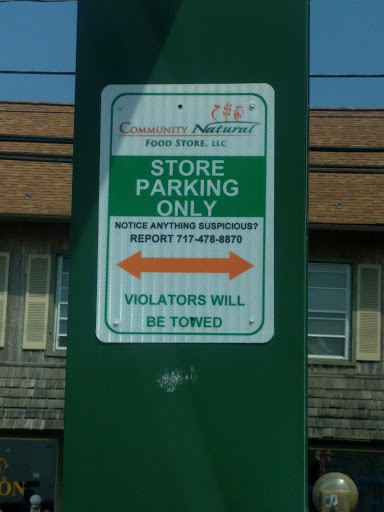 COMMUNITY Natural
FOOD STORE, LLC
STORE
PARKING
ONLY
NOTICE ANYTHING SUSPICIOUS?
REPORT 717-478-8870
VIOLATORS WILL
BE TOWED
ON